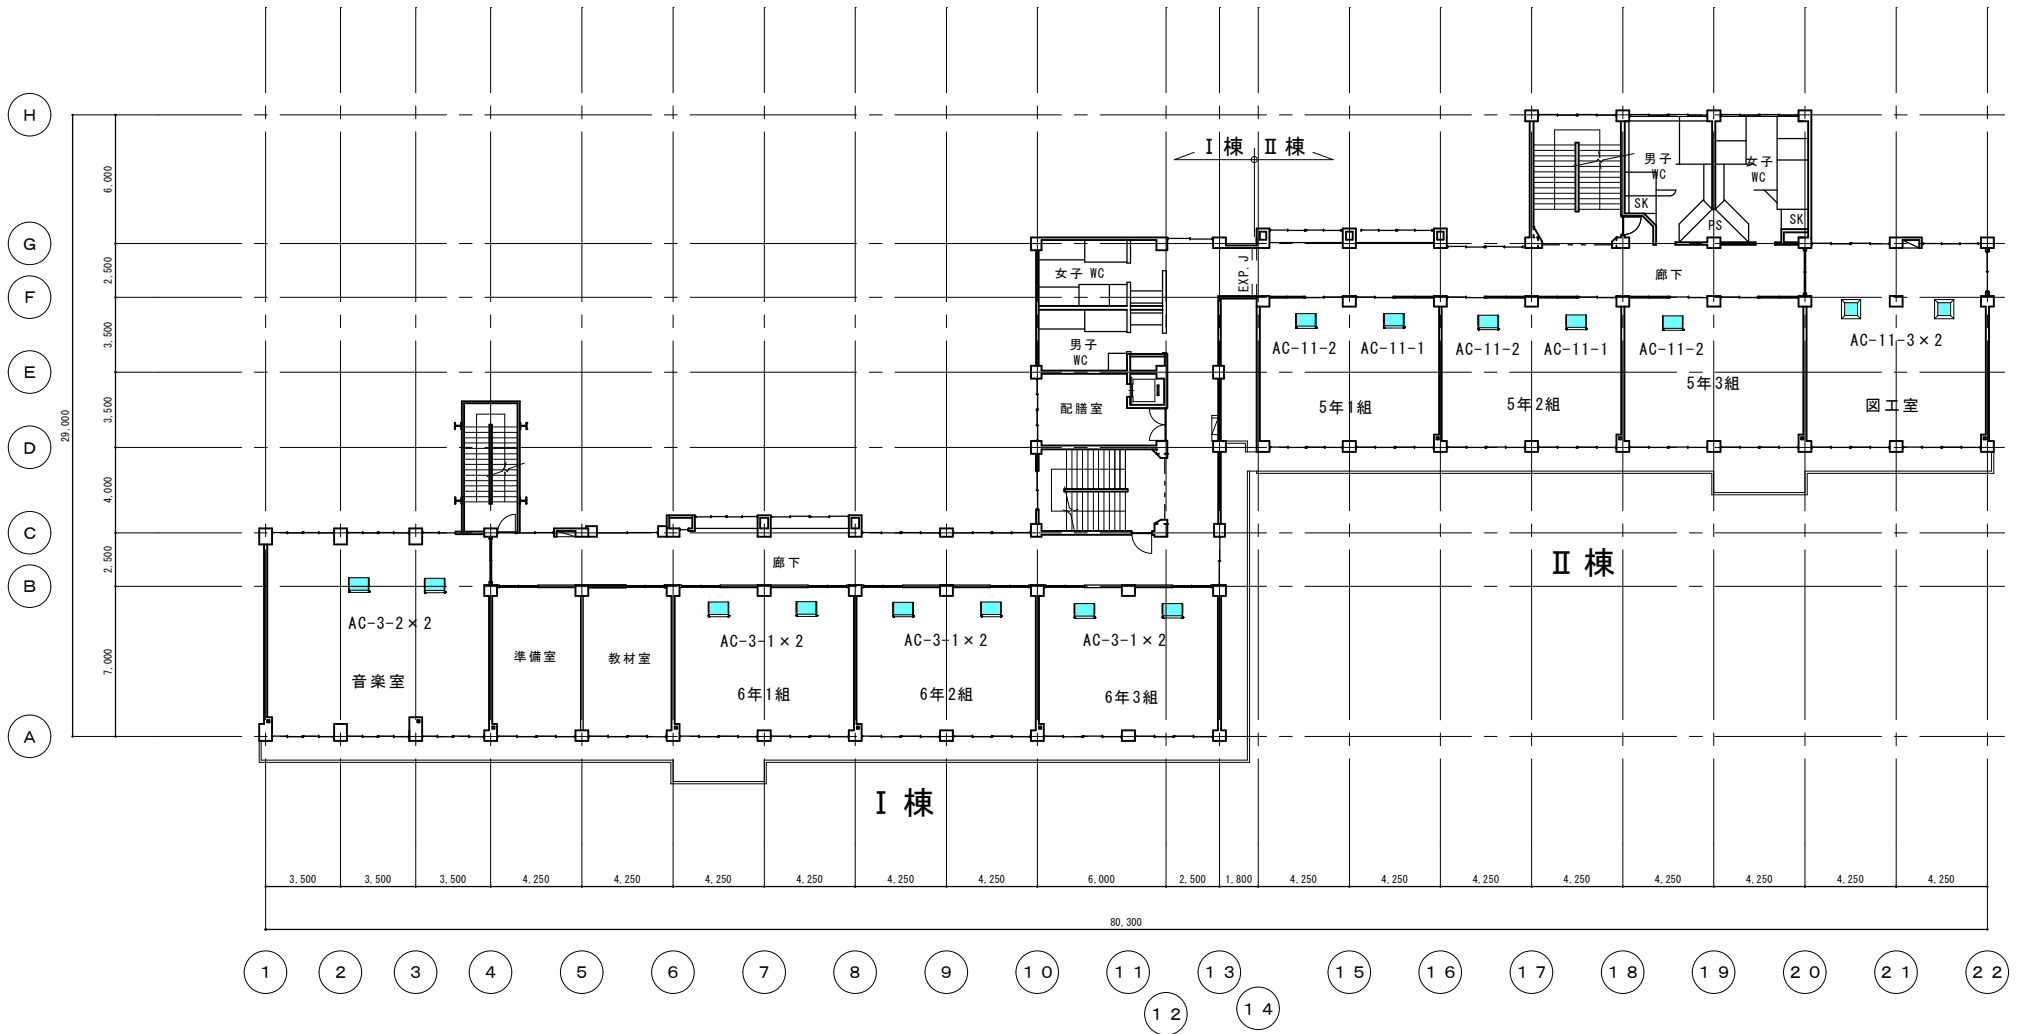 H
G
F
E
D
C
B
A
6,000
2,500
3,500
3,500
4,000
2,500
7,000
29,000
Ⅰ棟 Ⅱ棟
男子
WC
SK
PS
女子
WC
SK
女子 WC
男子
WC
配膳室
EXP.J
廊下
AC-11-2
AC-11-1
5年1組
AC-11-2
AC-11-1
5年2組
AC-11-2
5年3組
AC-11-3×2
図工室
Ⅱ棟
廊下
AC-3-2×2
音楽室
準備室
教材室
AC-3-1×2
6年1組
AC-3-1×2
6年2組
AC-3-1×2
6年3組
Ⅰ棟
3,500 3,500 3,500 4,250 4,250 4,250 4,250 4,250 4,250 6,000 2,500 1,800 4,250 4,250 4,250 4,250 4,250 4,250 4,250 4,250
80,300
1 2 3 4 5 6 7 8 9 10 11 13 15 16 17 18 19 20 21 22
12 14